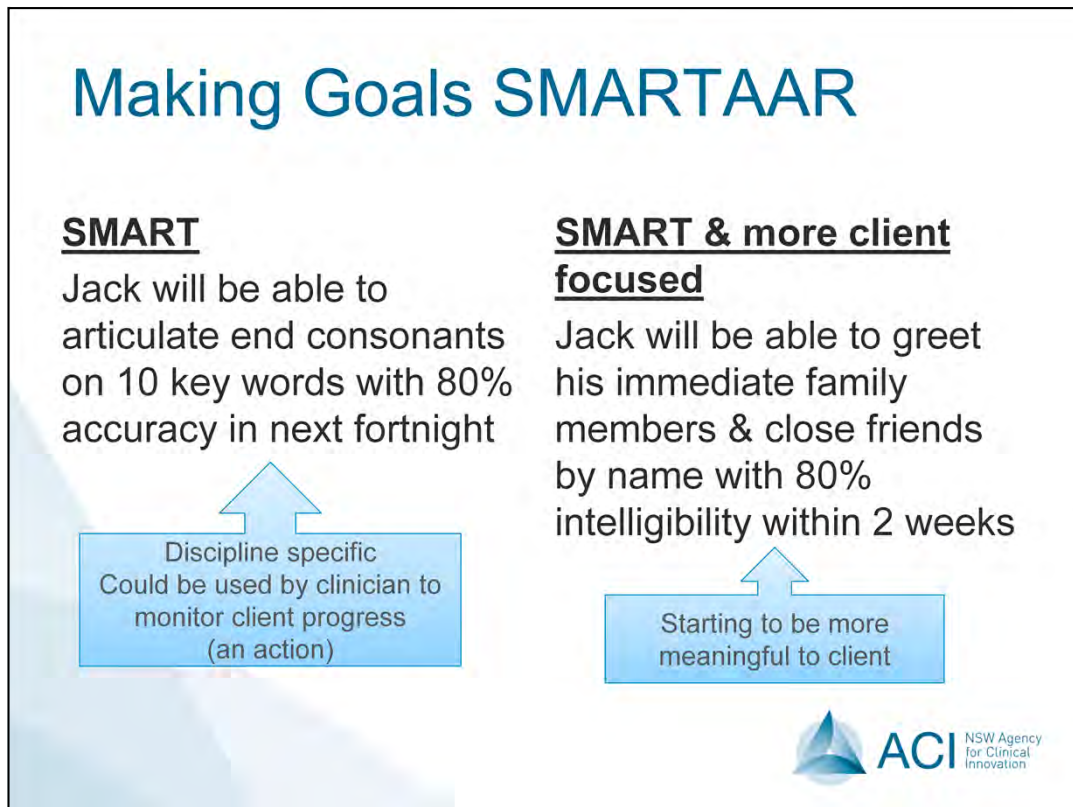 Making Goals SMARTAAR
SMART
Jack will be able to
articulate end consonants
on 10 key words with 80%
accuracy in next fortnight
Discipline specific
Could be used by clinician to
monitor client progress
(an action)
SMART & more client
focused
Jack will be able to greet
his immediate family
members & close friends
by name with 80%
intelligibility within 2 weeks
Starting to be more
meaningful to client
ACI
NSW Agency
for Clinical
Innovation